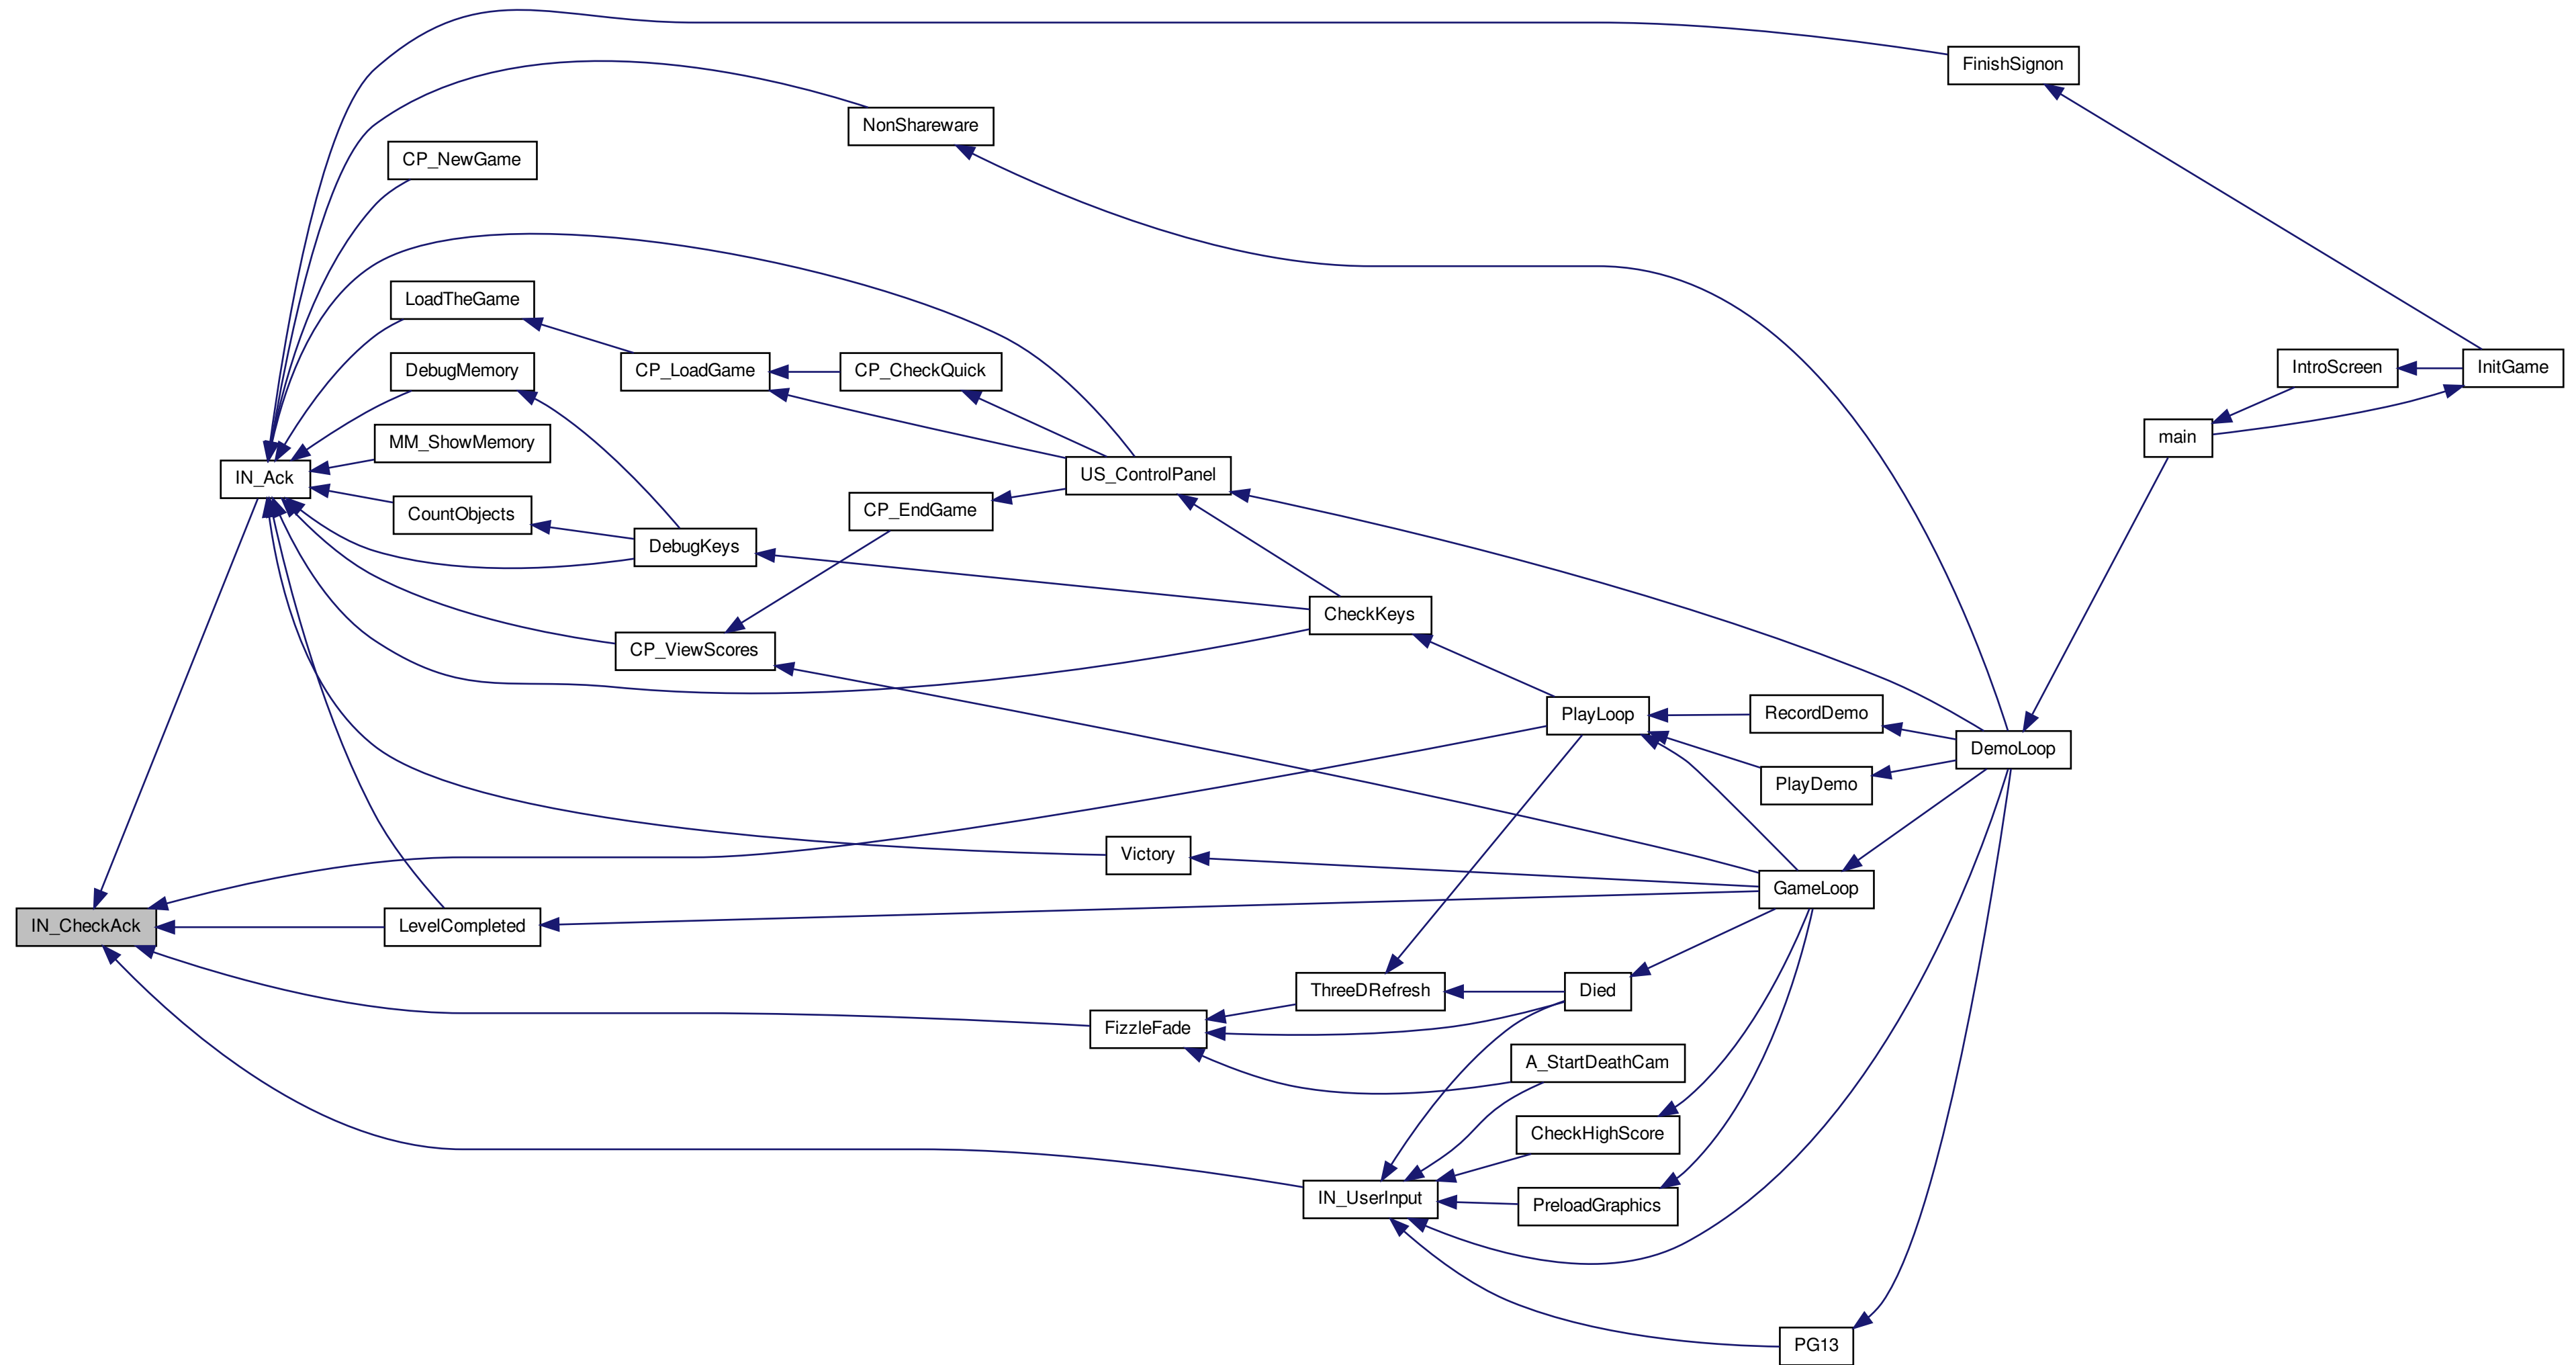 FinishSignon
NonShareware
CP_NewGame
LoadTheGame
DebugMemory
CP_LoadGame
CP_CheckQuick
IntroScreen
InitGame
MM_ShowMemory
main
IN_Ack
US_ControlPanel
CountObjects
CP_EndGame
DebugKeys
CheckKeys
CP_ViewScores
PlayLoop
RecordDemo
DemoLoop
PlayDemo
Victory
GameLoop
IN_CheckAck
LevelCompleted
ThreeDRefresh
Died
FizzleFade
A_StartDeathCam
CheckHighScore
IN_UserInput
PreloadGraphics
PG13